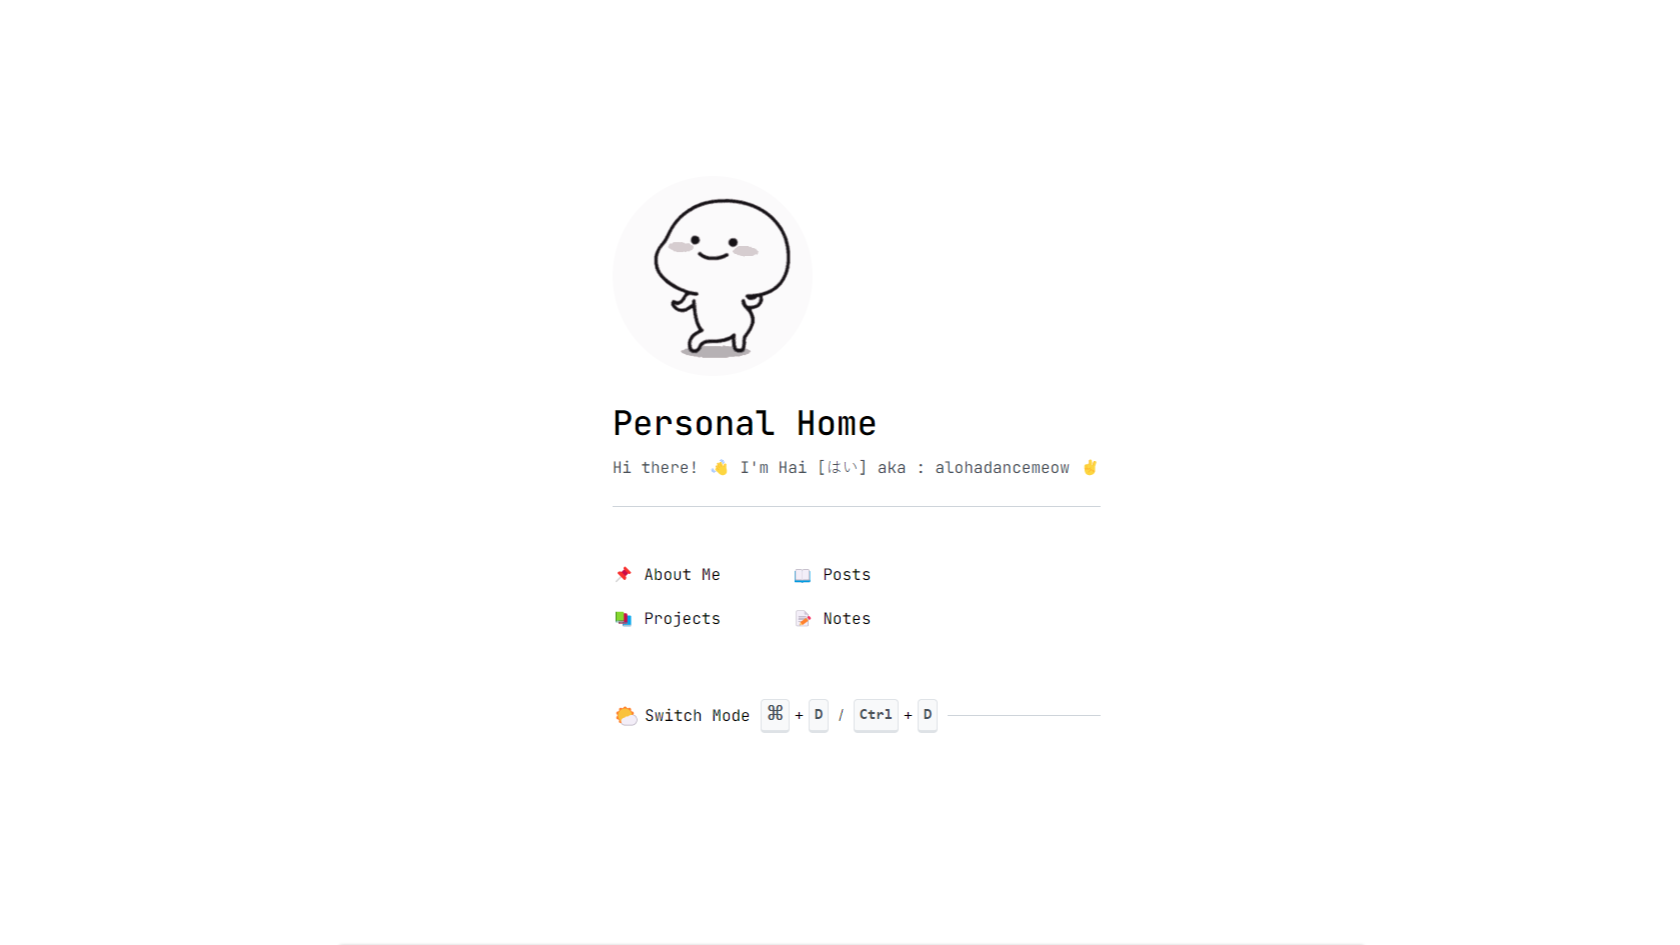 Personal Home
Hi there! 👋 I'm Hai [はい] aka : alohadancemeow ✌️
📌 About Me
📖 Posts
📚 Projects
📝 Notes
🌤️ Switch Mode ⌘ + D / Ctrl + D